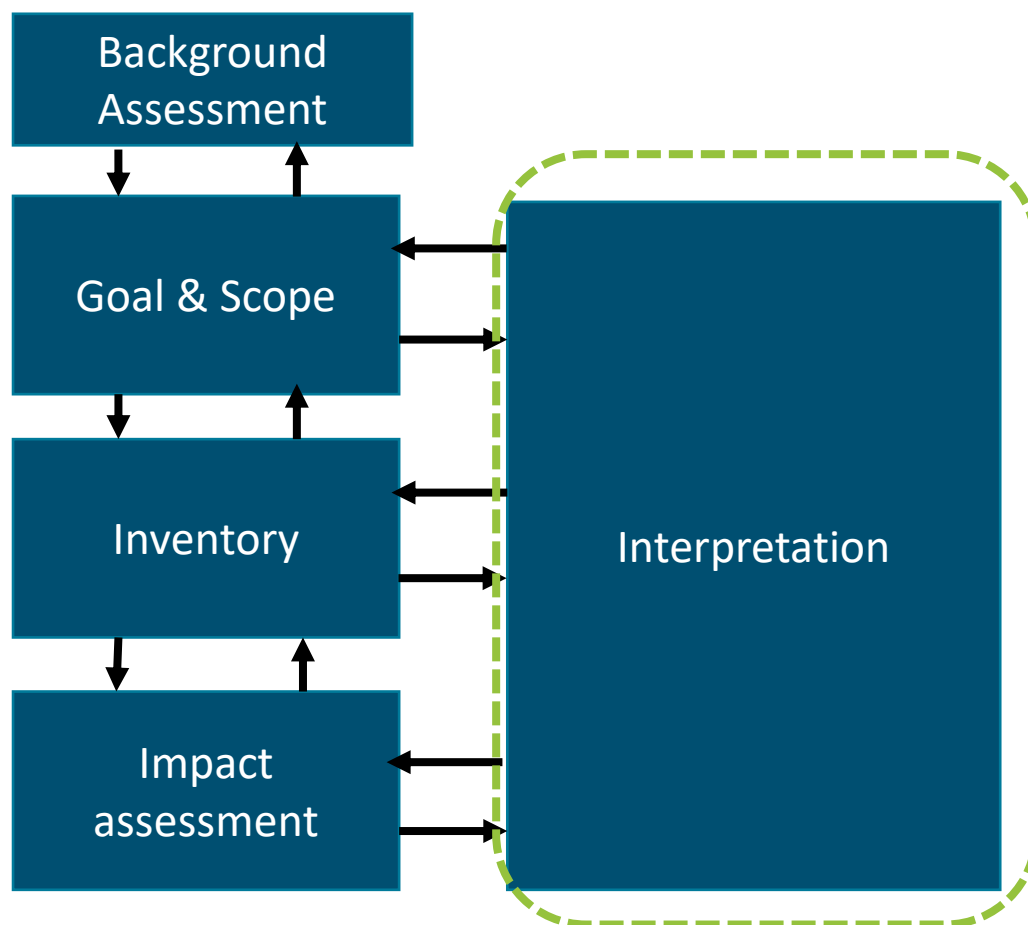 Background
Assessment
Goal & Scope
Inventory
Interpretation
Impact
assessment